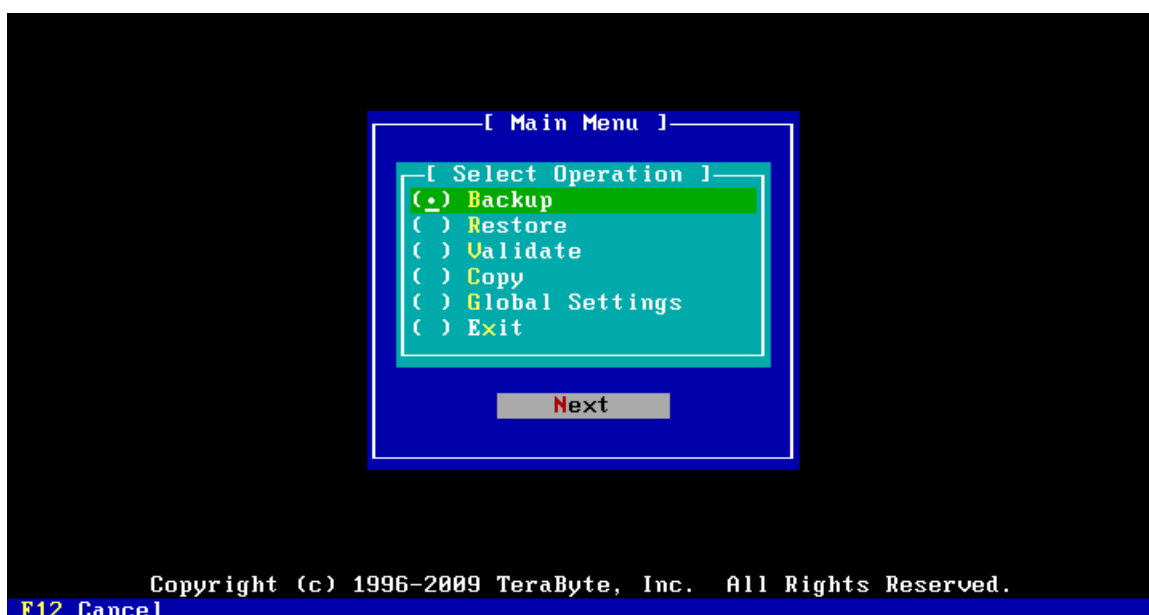 [ Main Menu ]
[ Select Operation ]
(•) Backup
( ) Restore
( ) Validate
( ) Copy
( ) Global Settings
( ) Exit
Next
Copyright (c) 1996-2009 TeraByte, Inc. All Rights Reserved.
F12 Cancel